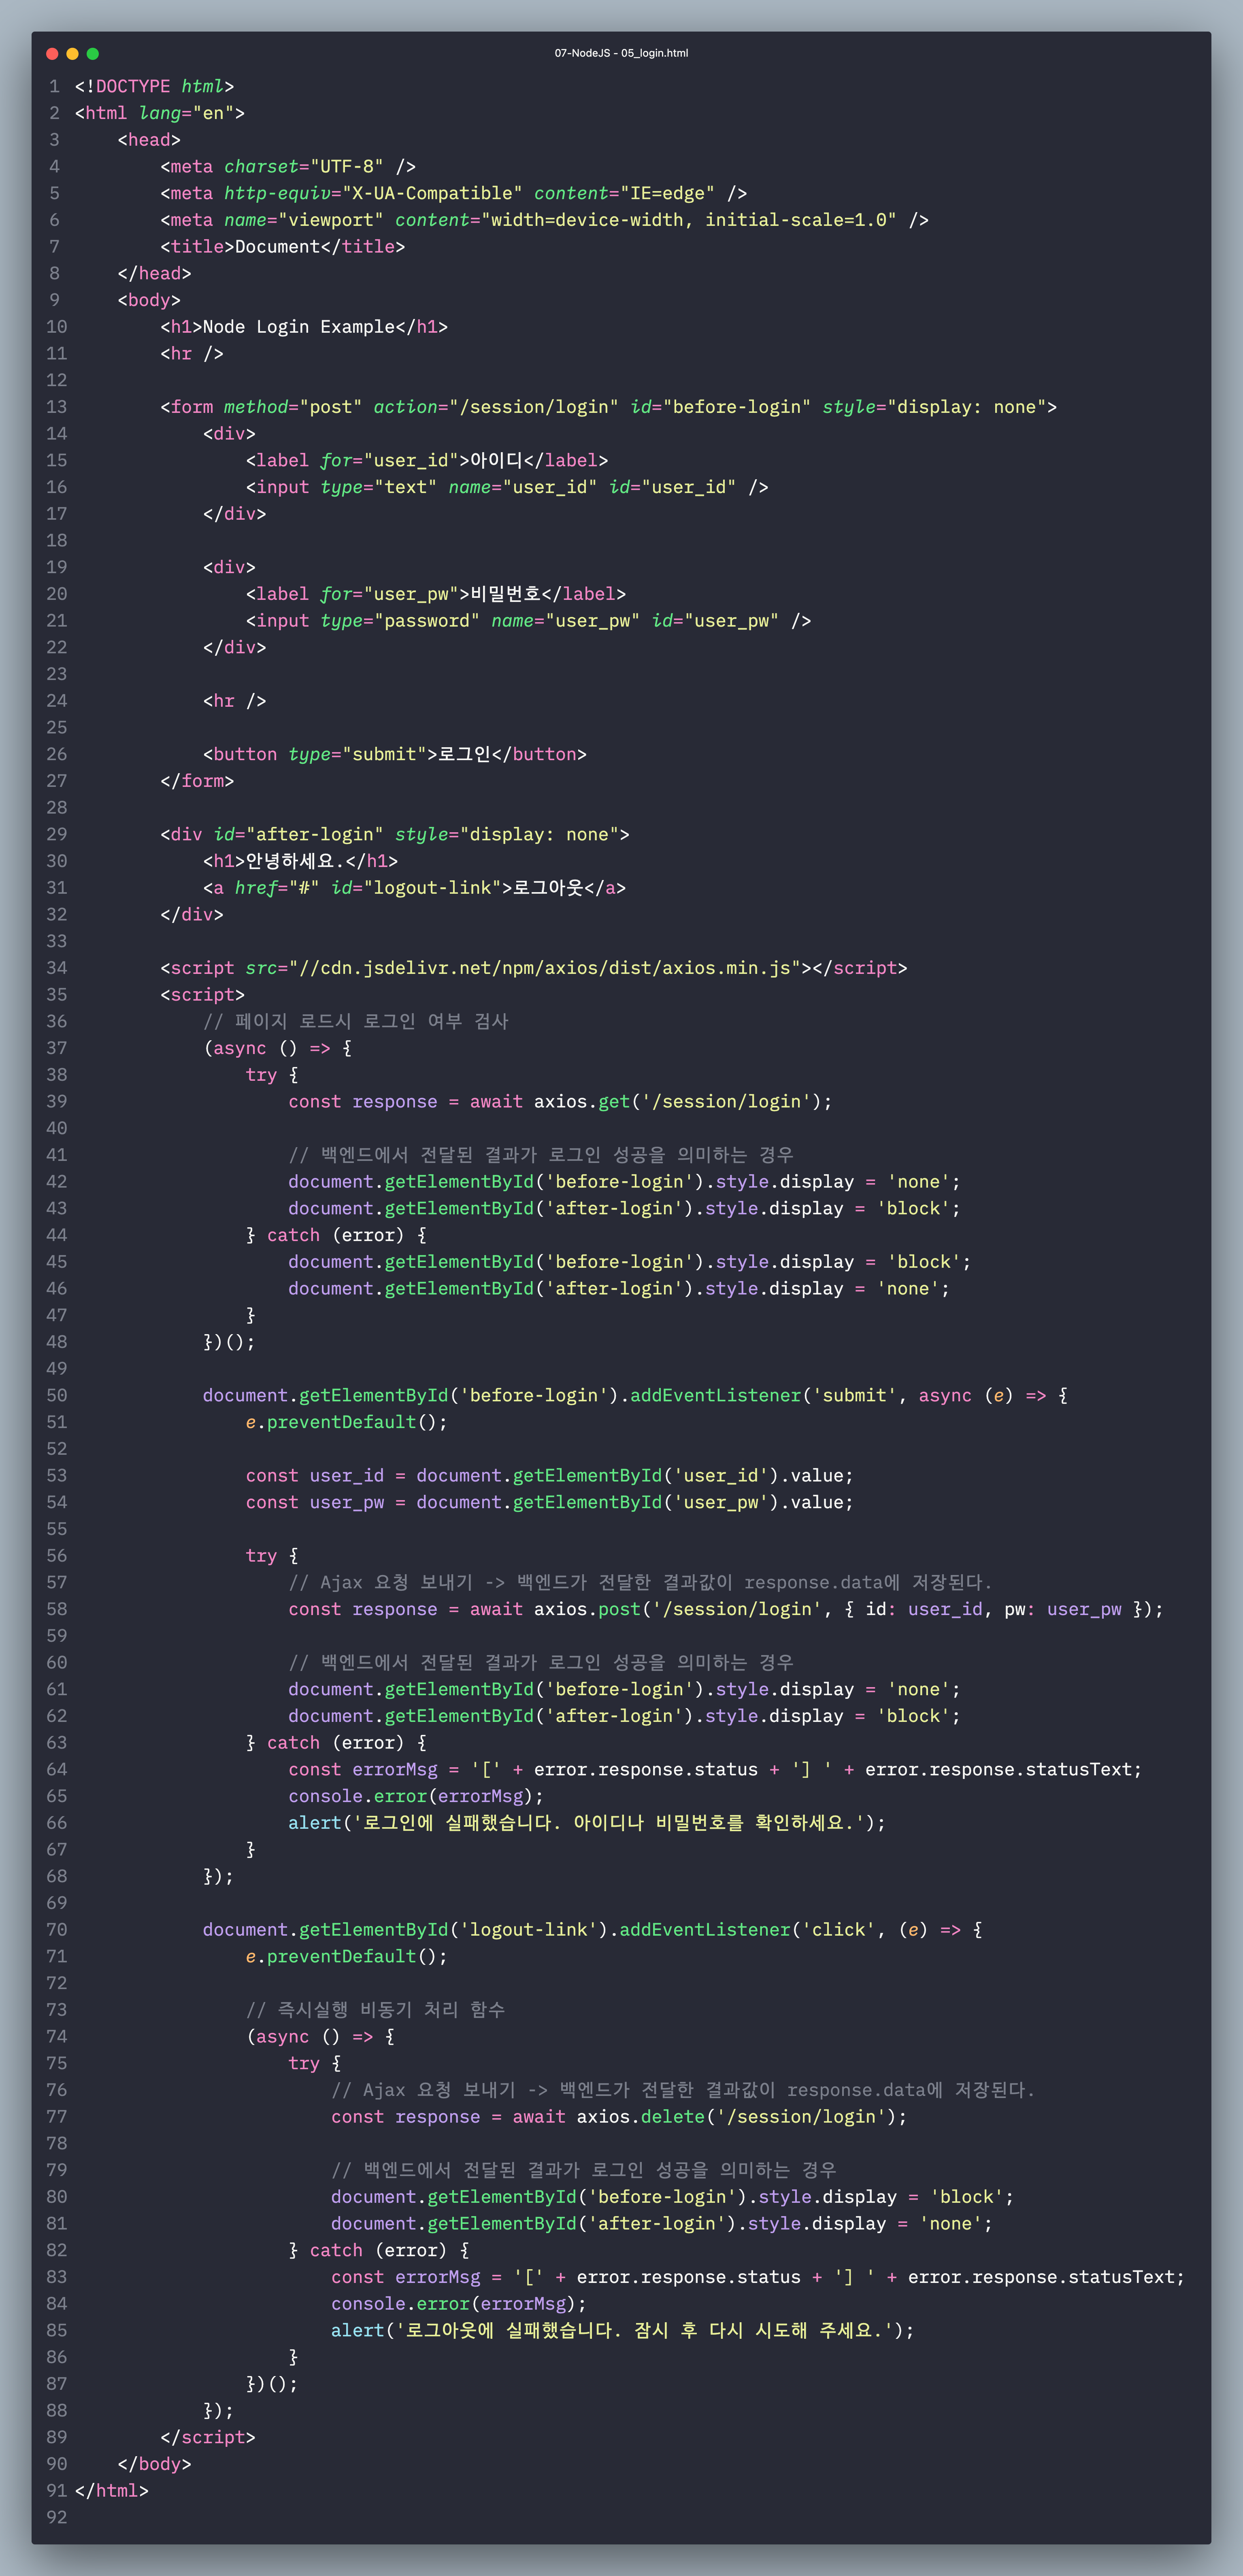 07-NodeJS - 05_login.html
1 <!DOCTYPE html>
2 <html lang="en">
3     <head>
4         <meta charset="UTF-8" />
5         <meta http-equiv="X-UA-Compatible" content="IE=edge" />
6         <meta name="viewport" content="width=device-width, initial-scale=1.0" />
7         <title>Document</title>
8     </head>
9     <body>
10         <h1>Node Login Example</h1>
11         <hr />
12
13         <form method="post" action="/session/login" id="before-login" style="display: none">
14             <div>
15                 <label for="user_id">아이디</label>
16                 <input type="text" name="user_id" id="user_id" />
17             </div>
18
19             <div>
20                 <label for="user_pw">비밀번호</label>
21                 <input type="password" name="user_pw" id="user_pw" />
22             </div>
23
24             <hr />
25
26             <button type="submit">로그인</button>
27         </form>
28
29         <div id="after-login" style="display: none">
30             <h1>안녕하세요.</h1>
31             <a href="#" id="logout-link">로그아웃</a>
32         </div>
33
34         <script src="//cdn.jsdelivr.net/npm/axios/dist/axios.min.js"></script>
35         <script>
36             // 페이지 로드시 로그인 여부 검사
37             (async () => {
38                 try {
39                     const response = await axios.get('/session/login');
40
41                     // 백엔드에서 전달된 결과가 로그인 성공을 의미하는 경우
42                     document.getElementById('before-login').style.display = 'none';
43                     document.getElementById('after-login').style.display = 'block';
44                 } catch (error) {
45                     document.getElementById('before-login').style.display = 'block';
46                     document.getElementById('after-login').style.display = 'none';
47                 }
48             })();
49
50             document.getElementById('before-login').addEventListener('submit', async (e) => {
51                 e.preventDefault();
52
53                 const user_id = document.getElementById('user_id').value;
54                 const user_pw = document.getElementById('user_pw').value;
55
56                 try {
57                     // Ajax 요청 보내기 -> 백엔드가 전달한 결과값이 response.data에 저장된다.
58                     const response = await axios.post('/session/login', { id: user_id, pw: user_pw });
59
60                     // 백엔드에서 전달된 결과가 로그인 성공을 의미하는 경우
61                     document.getElementById('before-login').style.display = 'none';
62                     document.getElementById('after-login').style.display = 'block';
63                 } catch (error) {
64                     const errorMsg = '[' + error.response.status + '] ' + error.response.statusText;
65                     console.error(errorMsg);
66                     alert('로그인에 실패했습니다. 아이디나 비밀번호를 확인하세요.');
67                 }
68             });
69
70             document.getElementById('logout-link').addEventListener('click', (e) => {
71                 e.preventDefault();
72
73                 // 즉시실행 비동기 처리 함수
74                 (async () => {
75                     try {
76                         // Ajax 요청 보내기 -> 백엔드가 전달한 결과값이 response.data에 저장된다.
77                         const response = await axios.delete('/session/login');
78
79                         // 백엔드에서 전달된 결과가 로그인 성공을 의미하는 경우
80                         document.getElementById('before-login').style.display = 'block';
81                         document.getElementById('after-login').style.display = 'none';
82                     } catch (error) {
83                         const errorMsg = '[' + error.response.status + '] ' + error.response.statusText;
84                         console.error(errorMsg);
85                         alert('로그아웃에 실패했습니다. 잠시 후 다시 시도해 주세요.');
86                     }
87                 })();
88             });
89         </script>
90     </body>
91 </html>
92